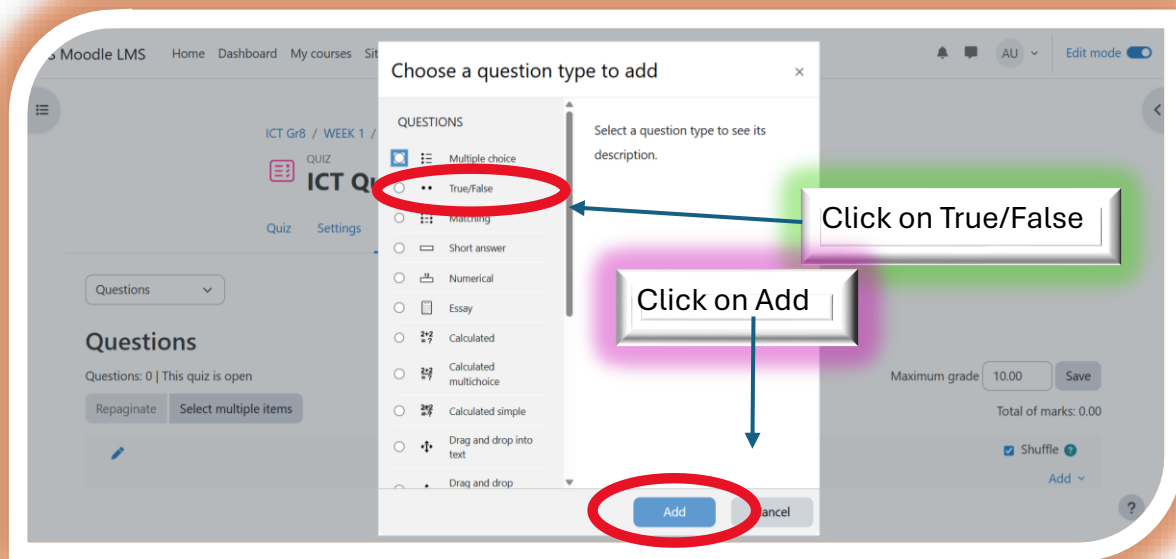 Moodle LMS Home Dashboard My courses Sit
AU Edit mode
Choose a question type to add ×
ICT Gr8 / WEEK 1 /
QUIZ
ICT Qu
Quiz Settings
QUESTIONS
Multiple choice
True/False
Matching
Short answer
Numerical
Essay
Calculated
Calculated
multichoice
Calculated simple
Drag and drop into
text
Drag and drop
Select a question type to see its
description.
Click on True/False
Click on Add
Questions
Questions
Questions: 0 | This quiz is open
Maximum grade 10.00 Save
Repaginate Select multiple items
Total of marks: 0.00
Shuffle ?
Add
Add Cancel
?